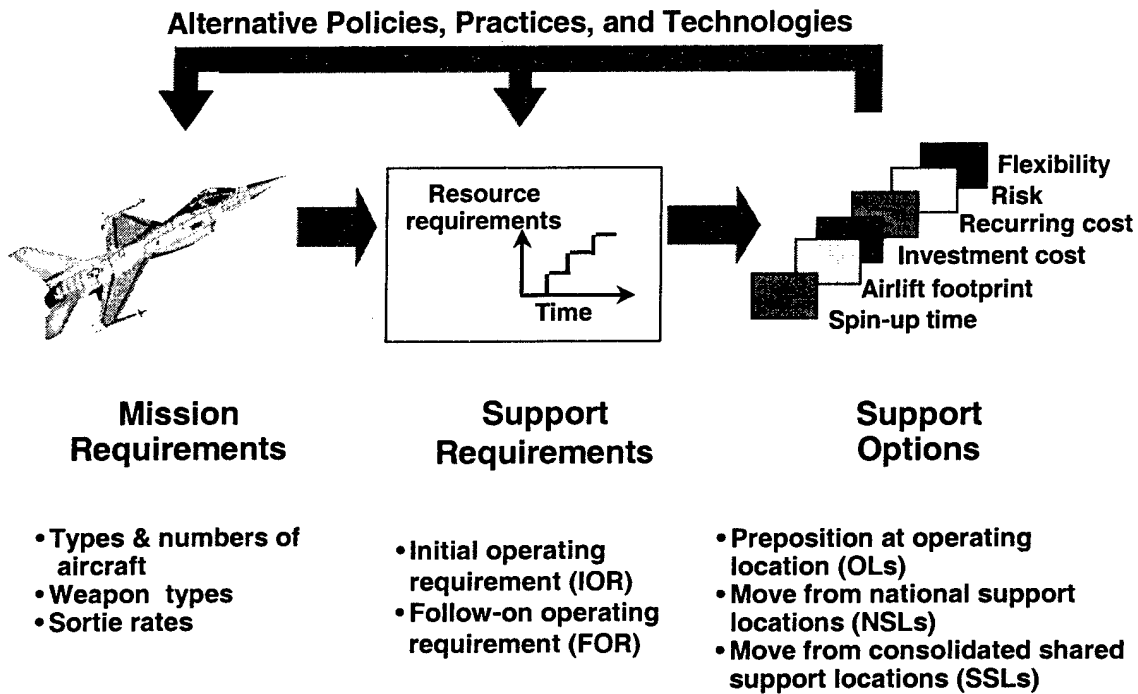 Alternative Policies, Practices, and Technologies
Resource
requirements
Time
Flexibility
Risk
Recurring cost
Investment cost
Airlift footprint
Spin-up time
Mission
Requirements
Support
Requirements
Support
Options
• Types & numbers of
aircraft
• Weapon types
• Sortie rates
• Initial operating
requirement (IOR)
• Follow-on operating
requirement (FOR)
• Preposition at operating
location (OLs)
• Move from national support
locations (NSLs)
• Move from consolidated shared
support locations (SSLs)